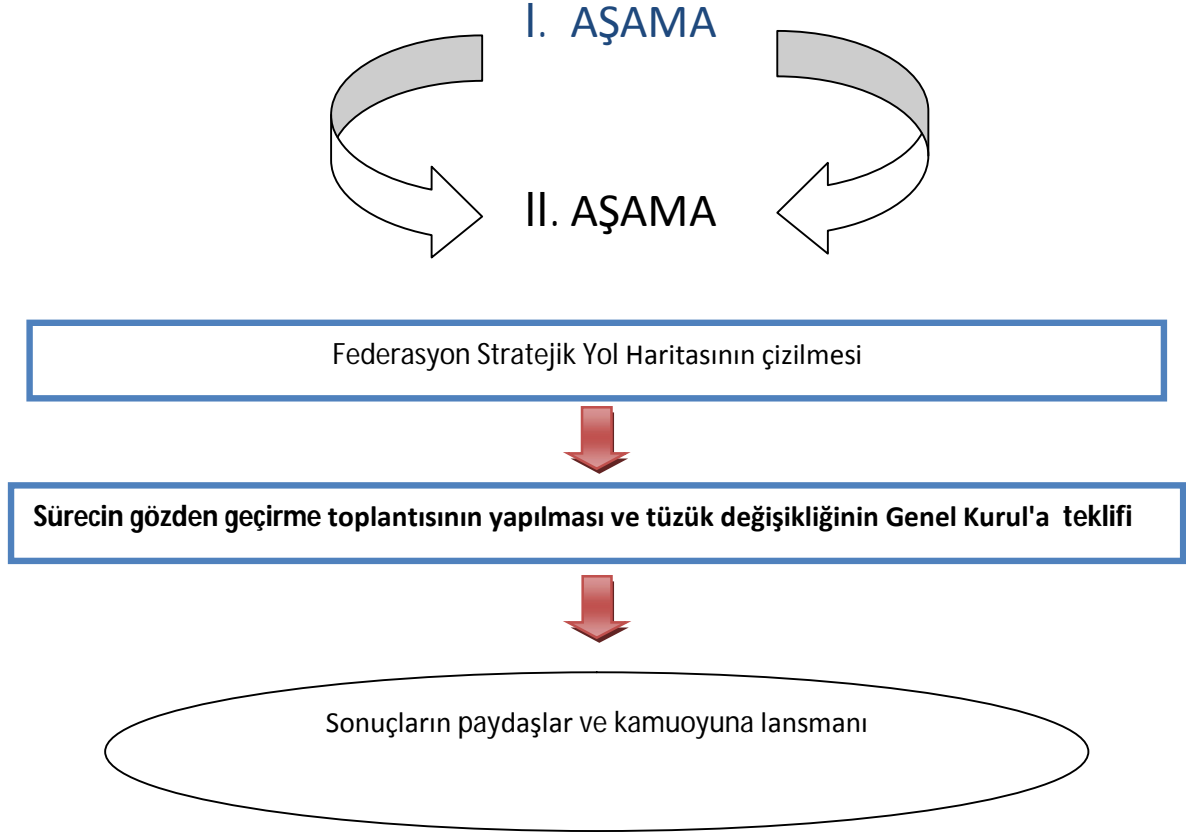 I. AŞAMA
II. AŞAMA
Federasyon Stratejik Yol Haritasının çizilmesi
Sürecin gözden geçirme toplantısının yapılması ve tüzük değişikliğinin Genel Kurul'a teklifi
Sonuçların paydaşlar ve kamuoyuna lansmanı